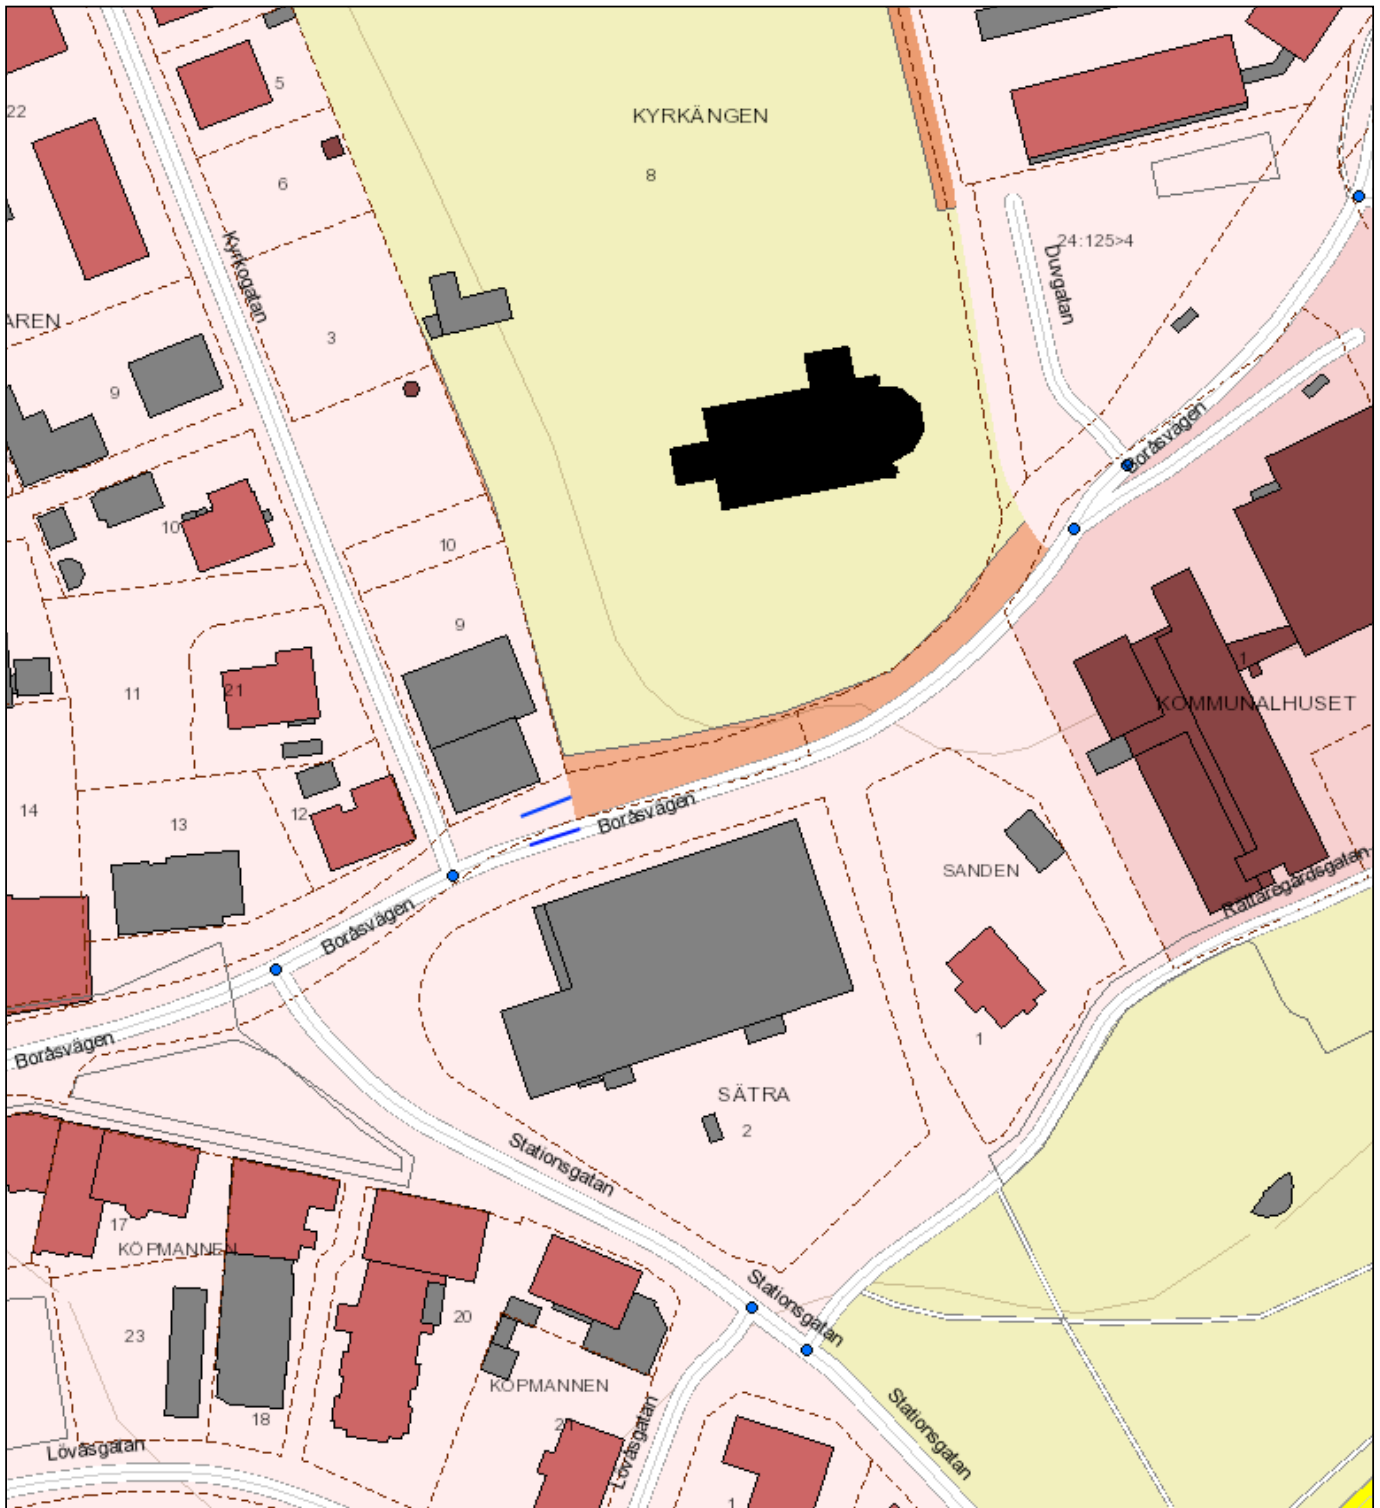 5
KYRKÄNGEN
22
8
6
Kyrkogatan
24:125>4
Duvgatan
AREN
3
9
Boråsvägen
10
10
9
1
21
11
KOMMUNALHUSET
14
12
13
Boråsvägen
SANDEN
Rättaregårdsgatan
Boråsvägen
1
Boråsvägen
SÄTRA
2
Stationsgatan
17
KÖPMANNEN
Stationsgatan
20
23
KÖPMANNEN
18
21
Stationsgatan
Lövåsgatan
Lövåsgatan
1